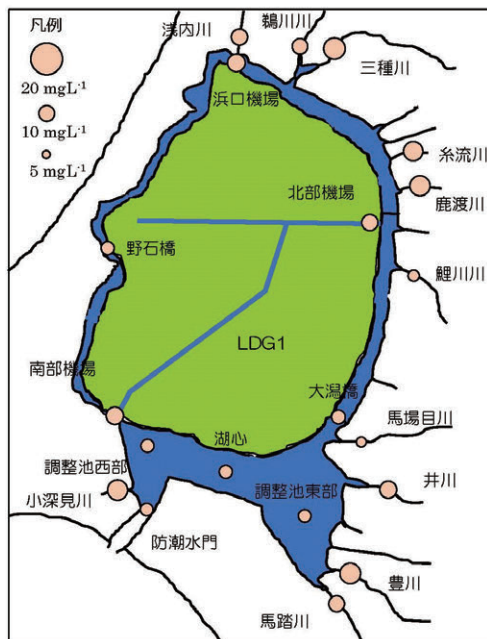 凡例
20 mgL⁻¹
10 mgL⁻¹
5 mgL⁻¹
浅内川
鵜川川
三種川
浜口機場
糸流川
北部機場
鹿渡川
野石橋
鯉川川
LDG1
南部機場
大潟橋
馬場目川
湖心
調整池西部
調整池東部
井川
小深見川
防潮水門
豊川
馬踏川